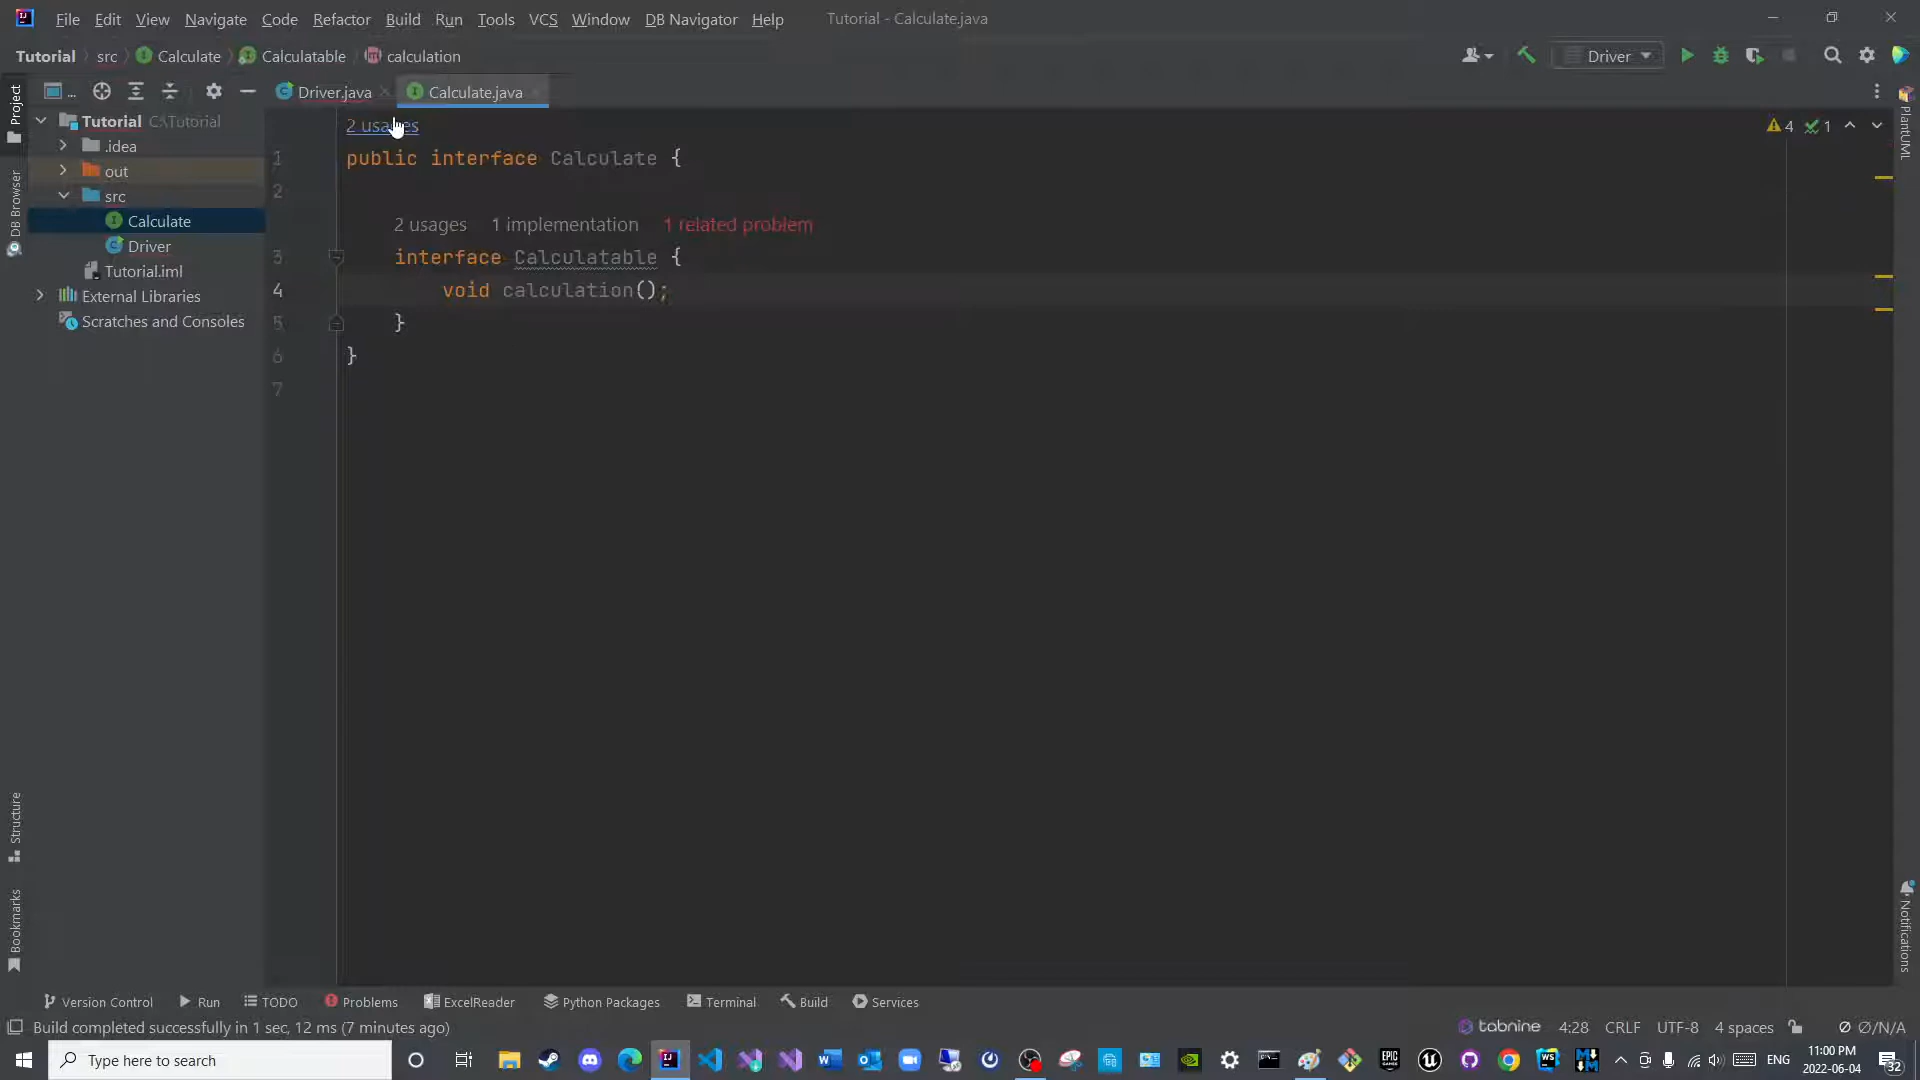 File Edit View Navigate Code Refactor Build Run Tools VCS Window DB Navigator Help Tutorial - Calculate.java
Tutorial src Calculate Calculatable calculation Driver
... Driver.java Calculate.java
Project
Tutorial C:\Tutorial
.idea
out
src
Calculate
Driver
Tutorial.iml
External Libraries
Scratches and Consoles
DB Browser
Structure
Bookmarks
2 usages
4 1
1 public interface Calculate {
2
2 usages 1 implementation 1 related problem
3 interface Calculatable {
4 void calculation();
5 }
6 }
7
PlantUML
Notifications
Version Control Run TODO Problems ExcelReader Python Packages Terminal Build Services
Build completed successfully in 1 sec, 12 ms (7 minutes ago) tabnine 4:28 CRLF UTF-8 4 spaces Ø/N/A
Type here to search ENG 11:00 PM
2022-06-04
32